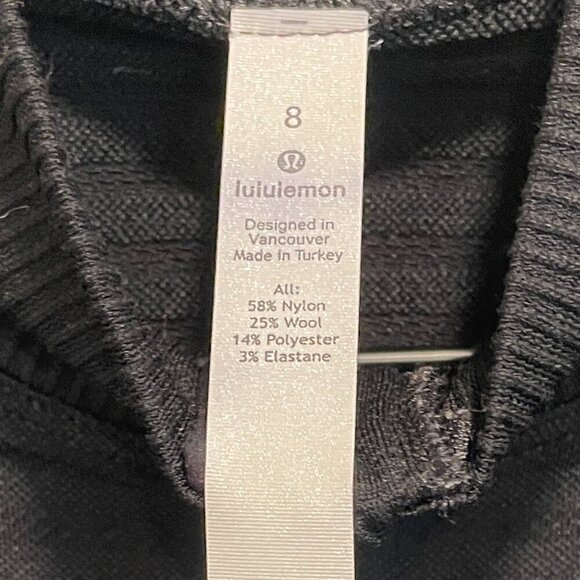 8
lululemon
Designed in
Vancouver
Made in Turkey
All:
58% Nylon
25% Wool
14% Polyester
3% Elastane